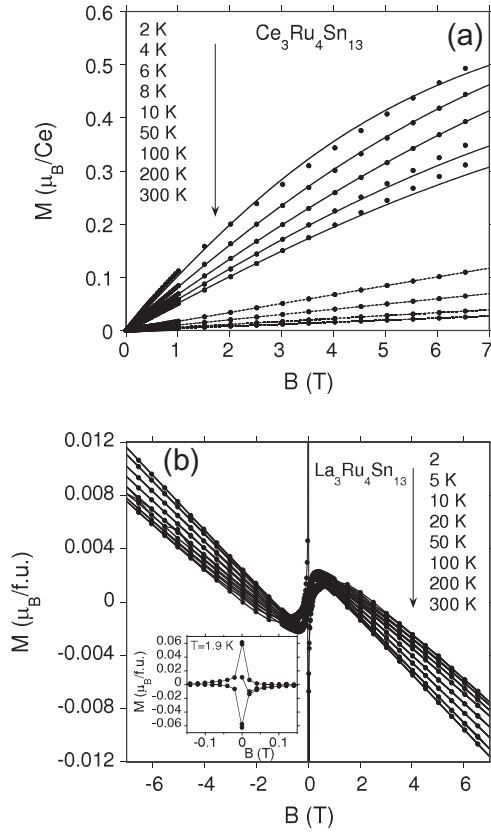 (a)
Ce3Ru4Sn13
2 K
4 K
6 K
8 K
10 K
50 K
100 K
200 K
300 K
0.6
0.5
0.4
0.3
0.2
0.1
0
M (μB/Ce)
0 1 2 3 4 5 6 7
B (T)
(b)
La3Ru4Sn13
2
5 K
10 K
20 K
50 K
100 K
200 K
300 K
0.012
0.008
0.004
0
-0.004
-0.008
-0.012
M (μB/f.u.)
T=1.9 K
0.06
0.04
0.02
0
-0.02
-0.04
-0.06
M (μB/f.u.)
-0.1 0 0.1
B (T)
-6 -4 -2 0 2 4 6
B (T)